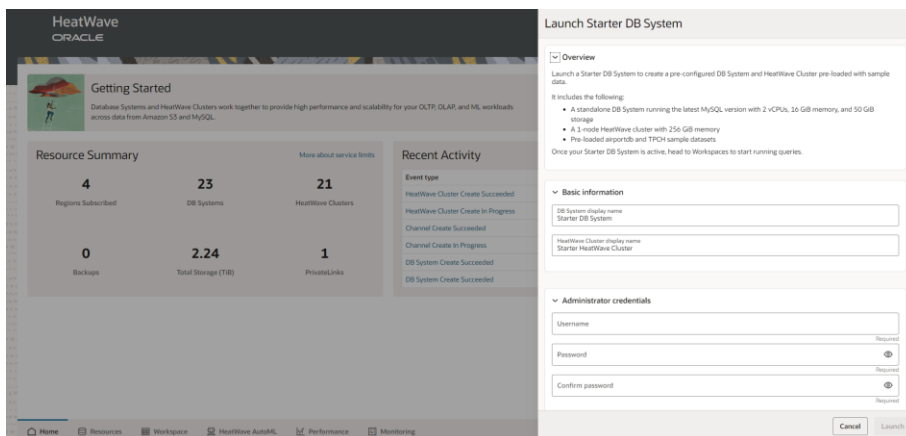 HeatWave
ORACLE
Getting Started
Database Systems and HeatWave Clusters work together to provide high performance and scalability for your OLTP, OLAP, and ML workloads
across data from Amazon S3 and MySQL.
Resource Summary
More about service limits
4
23
21
Regions Subscribed
DB Systems
HeatWave Clusters
0
2.24
1
Backups
Total Storage (TiB)
PrivateLinks
Recent Activity
Event type
HeatWave Cluster Create Succeeded
HeatWave Cluster Create In Progress
Channel Create Succeeded
Channel Create In Progress
DB System Create Succeeded
DB System Create Succeeded
Home
Resources
Workspace
HeatWave AutoML
Performance
Monitoring
Launch Starter DB System
Overview
Launch a Starter DB System to create a pre-configured DB System and HeatWave Cluster pre-loaded with sample
data.
It includes the following:
• A standalone DB System running the latest MySQL version with 2 vCPUs, 16 GiB memory, and 50 GiB
storage
• A 1-node HeatWave cluster with 256 GiB memory
• Pre-loaded airportdb and TPCH sample datasets
Once your Starter DB System is active, head to Workspaces to start running queries.
Basic information
DB System display name
Starter DB System
HeatWave Cluster display name
Starter HeatWave Cluster
Administrator credentials
Username
Required
Password
Required
Confirm password
Required
Cancel
Launch